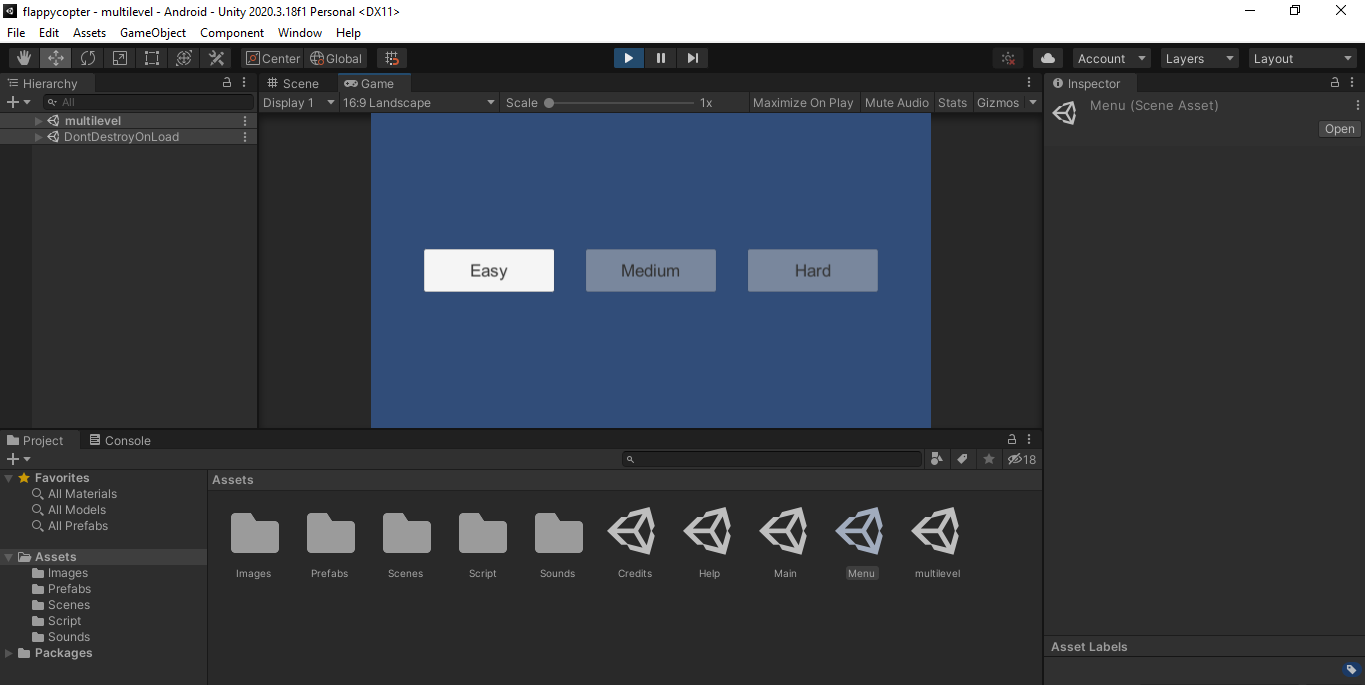 flappycopter - multilevel - Android - Unity 2020.3.18f1 Personal <DX11>
File Edit Assets GameObject Component Window Help
Center Global Account Layers Layout
Hierarchy
All
multilevel
DontDestroyOnLoad
Scene Game
Display 1 16:9 Landscape Scale 1x Maximize On Play Mute Audio Stats Gizmos
Easy Medium Hard
Inspector
Menu (Scene Asset)
Open
Project Console
18
Favorites
All Materials
All Models
All Prefabs
Assets
Images
Prefabs
Scenes
Script
Sounds
Packages
Assets
Images Prefabs Scenes Script Sounds Credits Help Main Menu multilevel
Asset Labels